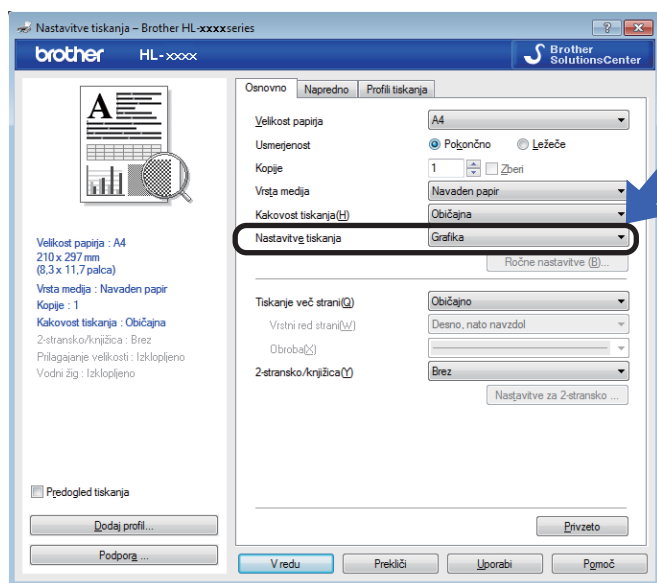 Nastavitve tiskanja – Brother HL-xxxxseries
brother HL-xxxx
Brother
SolutionsCenter
Osnovno Napredno Profili tiskanja
Velikost papirja A4
Usmerjenost Pokončno Ležeče
Kopije 1 Zberi
Vrsta medija Navaden papir
Kakovost tiskanja(H) Običajna
Nastavitve tiskanja Grafika
Ročne nastavitve (B)...
Tiskanje več strani(Q) Običajno
Vrstni red strani(W) Desno, nato navzdol
Obroba(X)
2-stransko/knjižica(Y) Brez
Nastavitve za 2-stransko ...
Privzeto
A
Velikost papirja : A4
210 x 297 mm
(8,3 x 11,7 palca)
Vrsta medija : Navaden papir
Kopije : 1
Kakovost tiskanja : Običajna
2-stransko/knjižica : Brez
Prilagajanje velikosti : Izklopljeno
Vodni žig : Izklopljeno
Predogled tiskanja
Dodaj profil...
Podpora ...
V redu Prekliči Uporabi Pomoč